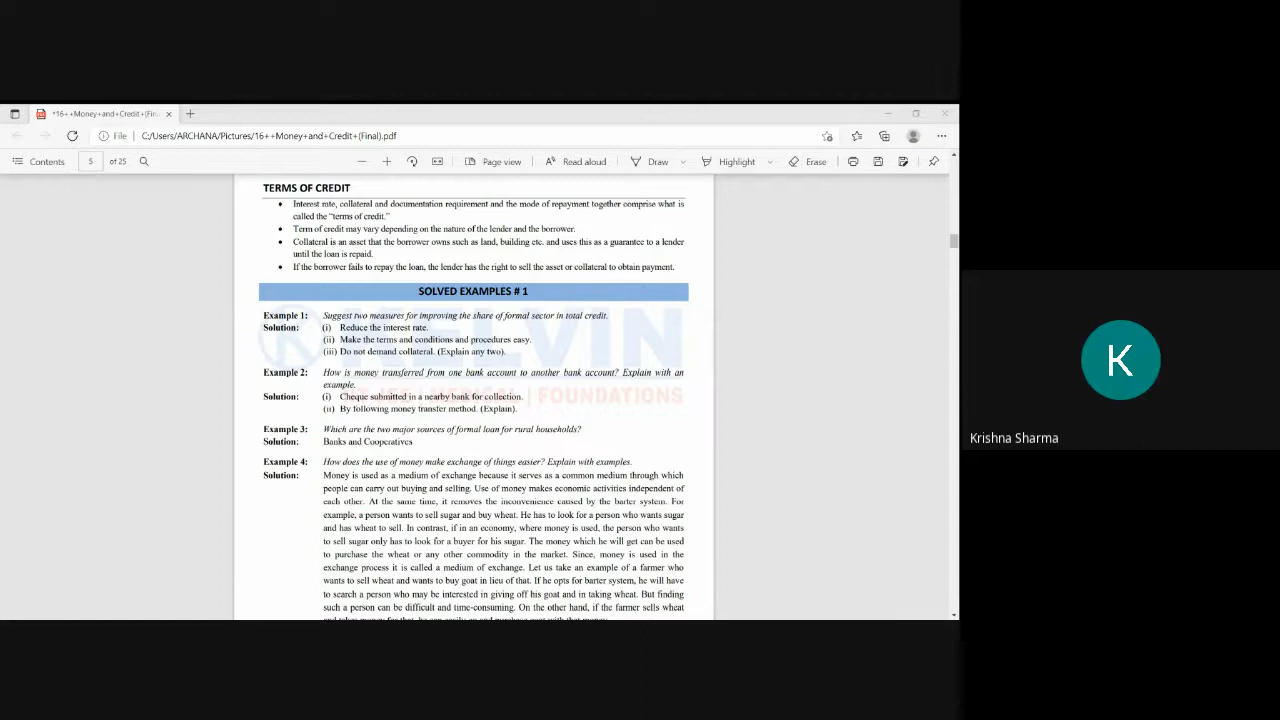 *16++Money+and+Credit+(Fin
File C:/Users/ARCHANA/Pictures/16++Money+and+Credit+(Final).pdf
Contents 5 of 25 Page view Read aloud Draw Highlight Erase
TERMS OF CREDIT
• Interest rate, collateral and documentation requirement and the mode of repayment together comprise what is
called the “terms of credit.”
• Term of credit may vary depending on the nature of the lender and the borrower.
• Collateral is an asset that the borrower owns such as land, building etc. and uses this as a guarantee to a lender
until the loan is repaid.
• If the borrower fails to repay the loan, the lender has the right to sell the asset or collateral to obtain payment.
SOLVED EXAMPLES # 1
Example 1: Suggest two measures for improving the share of formal sector in total credit.
Solution: (i) Reduce the interest rate.
(ii) Make the terms and conditions and procedures easy.
(iii) Do not demand collateral. (Explain any two).
KELVIN
Example 2: How is money transferred from one bank account to another bank account? Explain with an
example.
Solution: (i) Cheque submitted in a nearby bank for collection.
| MEDICAL | FOUNDATIONS
(ii) By following money transfer method. (Explain).
Example 3: Which are the two major sources of formal loan for rural households?
Solution: Banks and Cooperatives
Example 4: How does the use of money make exchange of things easier? Explain with examples.
Solution: Money is used as a medium of exchange because it serves as a common medium through which
people can carry out buying and selling. Use of money makes economic activities independent of
each other. At the same time, it removes the inconvenience caused by the barter system. For
example, a person wants to sell sugar and buy wheat. He has to look for a person who wants sugar
and has wheat to sell. In contrast, if in an economy, where money is used, the person who wants
to sell sugar only has to look for a buyer for his sugar. The money which he will get can be used
to purchase the wheat or any other commodity in the market. Since, money is used in the
exchange process it is called a medium of exchange. Let us take an example of a farmer who
wants to sell wheat and wants to buy goat in lieu of that. If he opts for barter system, he will have
to search a person who may be interested in giving off his goat and in taking wheat. But finding
such a person can be difficult and time-consuming. On the other hand, if the farmer sells wheat
K
Krishna Sharma